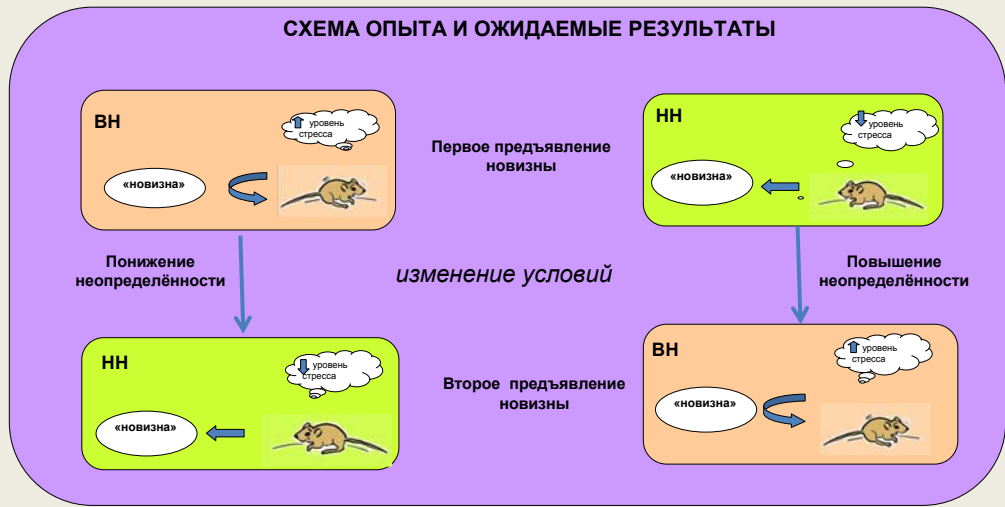 СХЕМА ОПЫТА И ОЖИДАЕМЫЕ РЕЗУЛЬТАТЫ
ВН
уровень
стресса
«новизна»
Первое предъявление
новизны
НН
уровень
стресса
«новизна»
Понижение
неопределённости
изменение условий
Повышение
неопределённости
НН
уровень
стресса
«новизна»
Второе предъявление
новизны
ВН
уровень
стресса
«новизна»